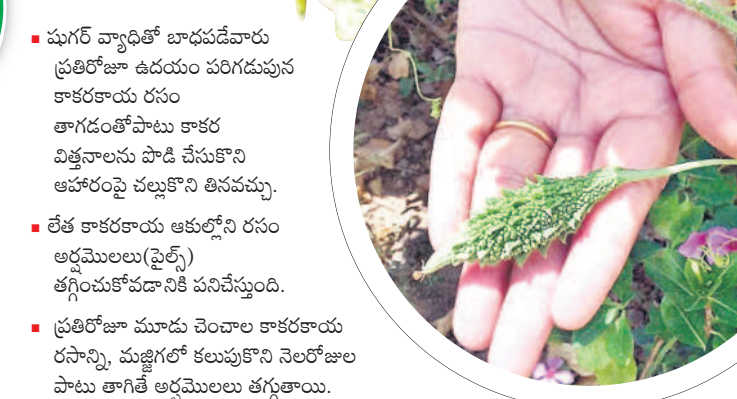 ▪ షుగర్ వ్యాధితో బాధపడేవారు
ప్రతిరోజూ ఉదయం పరిగడుపున
కాకరకాయ రసం
తాగడంతోపాటు కాకర
విత్తనాలను పొడి చేసుకొని
ఆహారంపై చల్లుకొని తినవచ్చు.
▪ లేత కాకరకాయ ఆకుల్లోని రసం
అర్షమొలలు(పైల్స్)
తగ్గించుకోవడానికి పనిచేస్తుంది.
▪ ప్రతిరోజూ మూడు చెంచాల కాకరకాయ
రసాన్ని, మజ్జిగలో కలుపుకొని నెలరోజుల
పాటు తాగితే అర్షమొలలు తగ్గుతాయి.